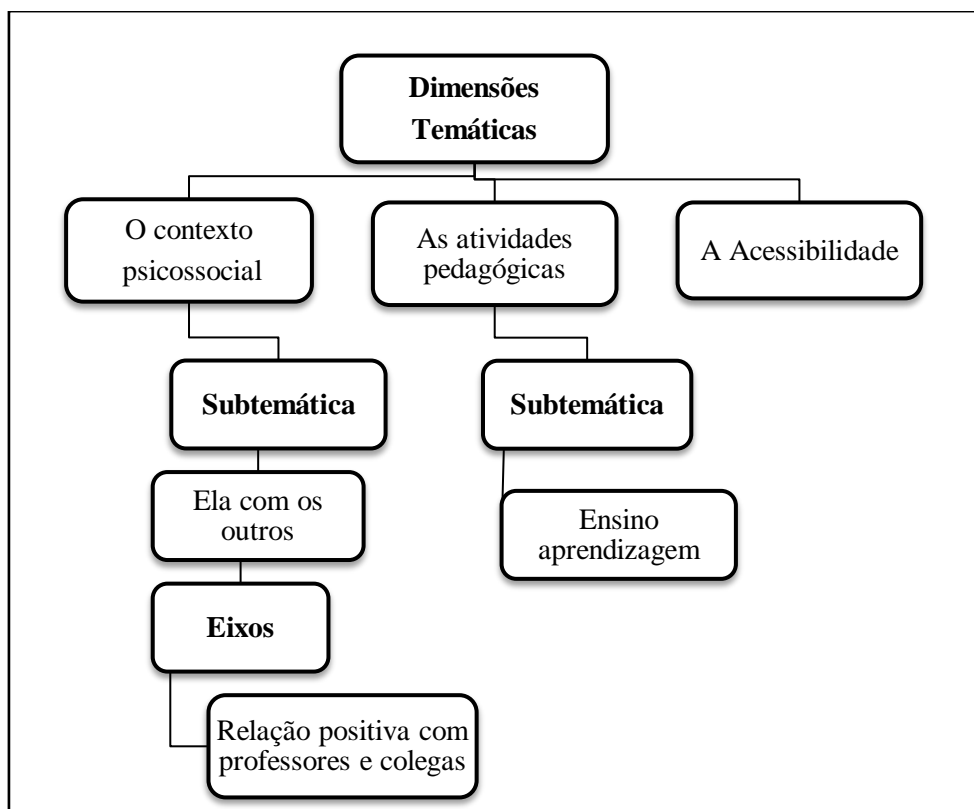 Dimensões
Temáticas
O contexto
psicossocial
As atividades
pedagógicas
A Acessibilidade
Subtemática
Subtemática
Ela com os
outros
Ensino
aprendizagem
Eixos
Relação positiva com
professores e colegas